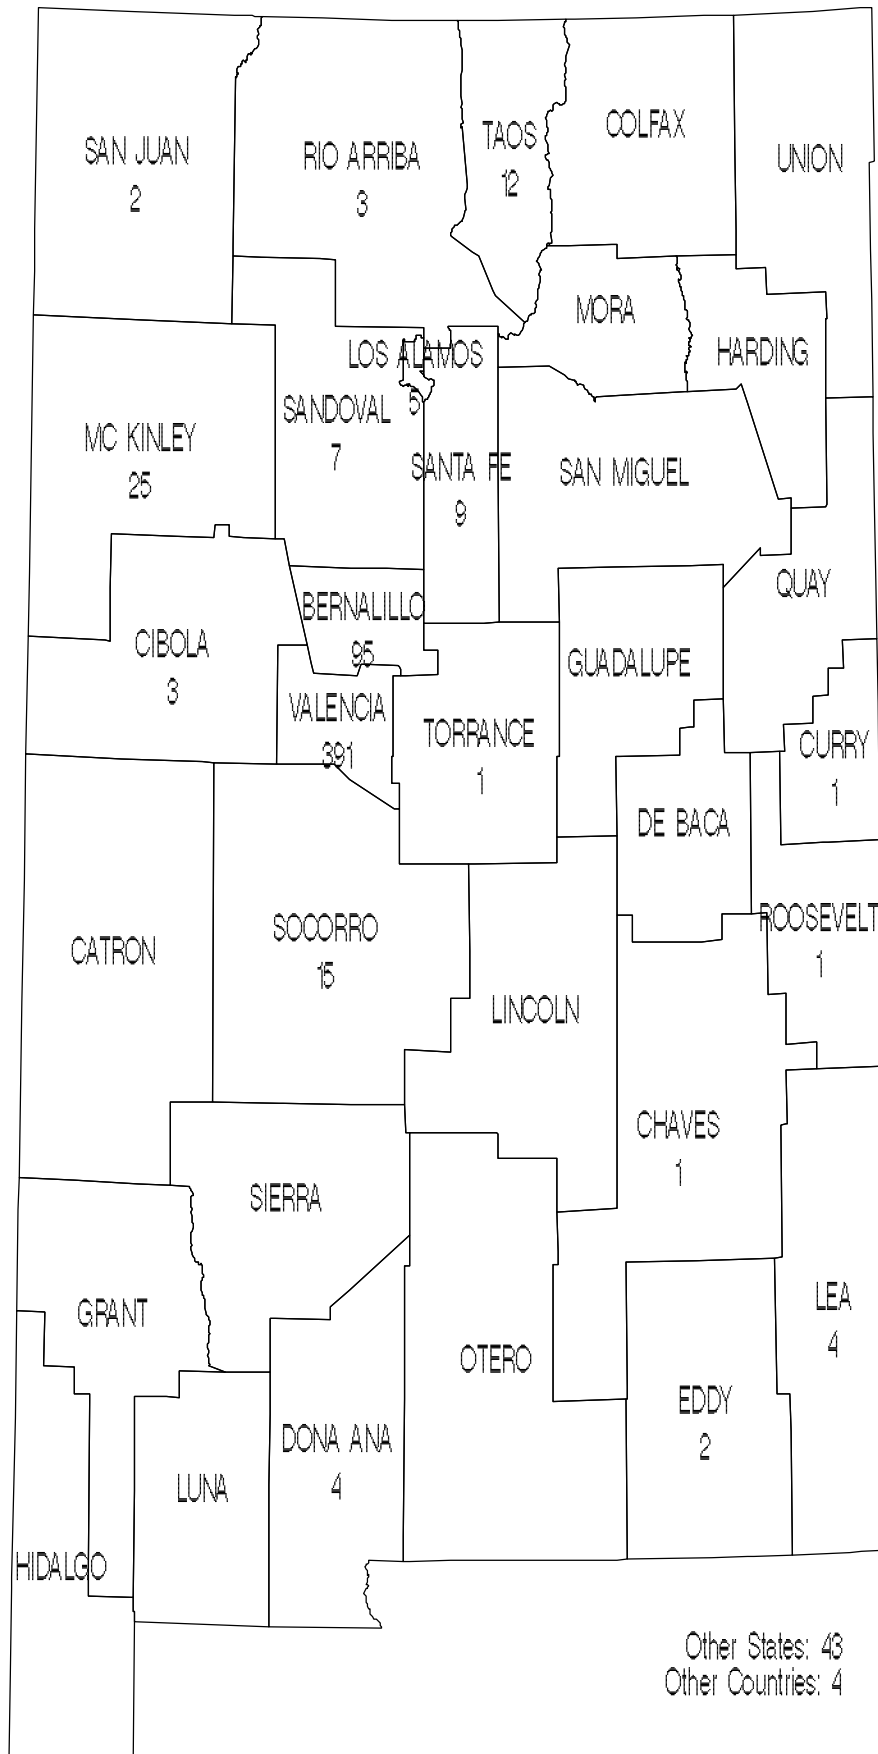 SAN JUAN
2
RIO ARRIBA
3
TAOS
12
COLFAX
UNION
MORA
HARDING
LOS ALAMOS
5
SANDOVAL
7
MC KINLEY
25
SANTA FE
9
SAN MIGUEL
QUAY
BERNALILLO
95
CIBOLA
3
GUADALUPE
VALENCIA
391
TORRANCE
1
CURRY
1
DE BACA
ROOSEVELT
1
SOCORRO
15
CATRON
LINCOLN
CHAVES
1
SIERRA
GRANT
LEA
4
OTERO
EDDY
2
DONA ANA
4
LUNA
HIDALGO
Other States: 43
Other Countries: 4